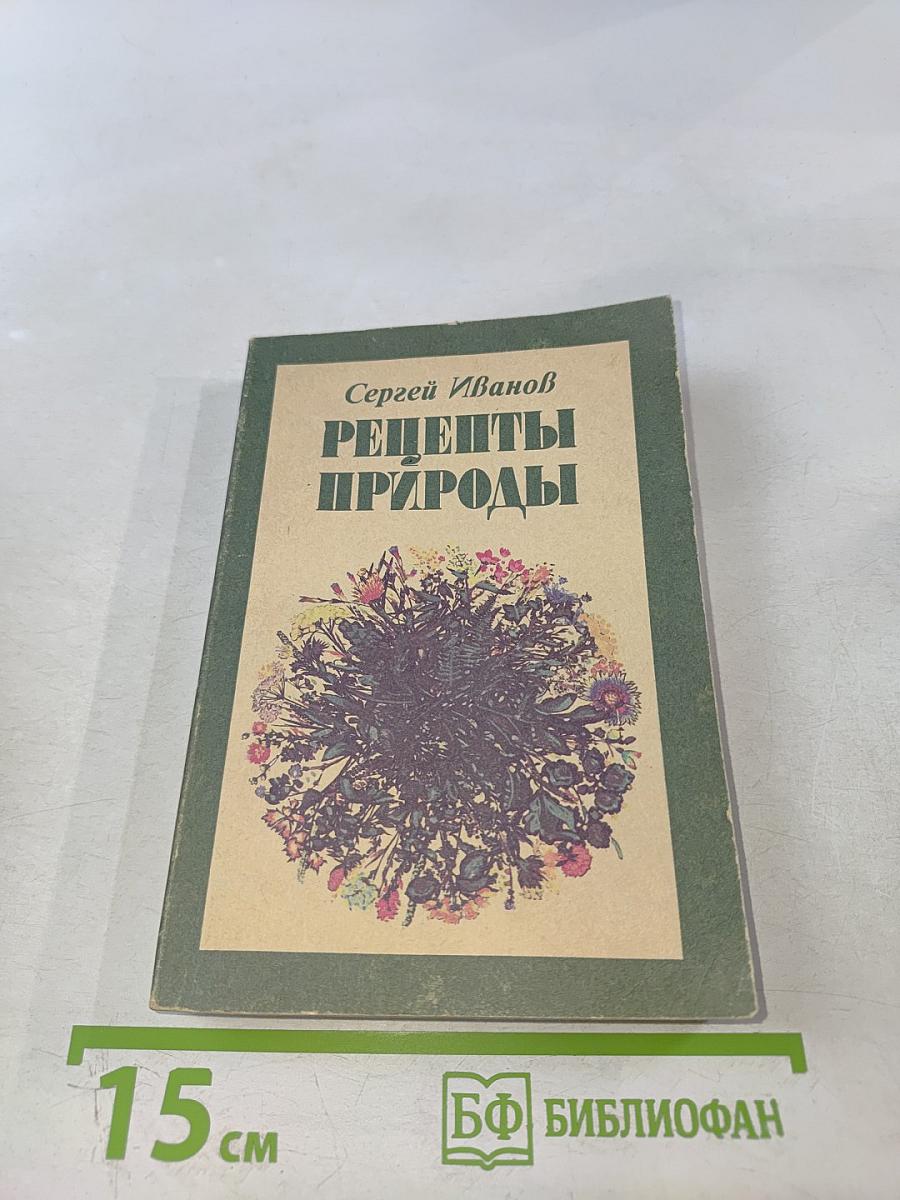 Сергей Иванов
РЕЦЕПТЫ
ПРИРОДЫ
15 см
БФ БИБЛИОФАН